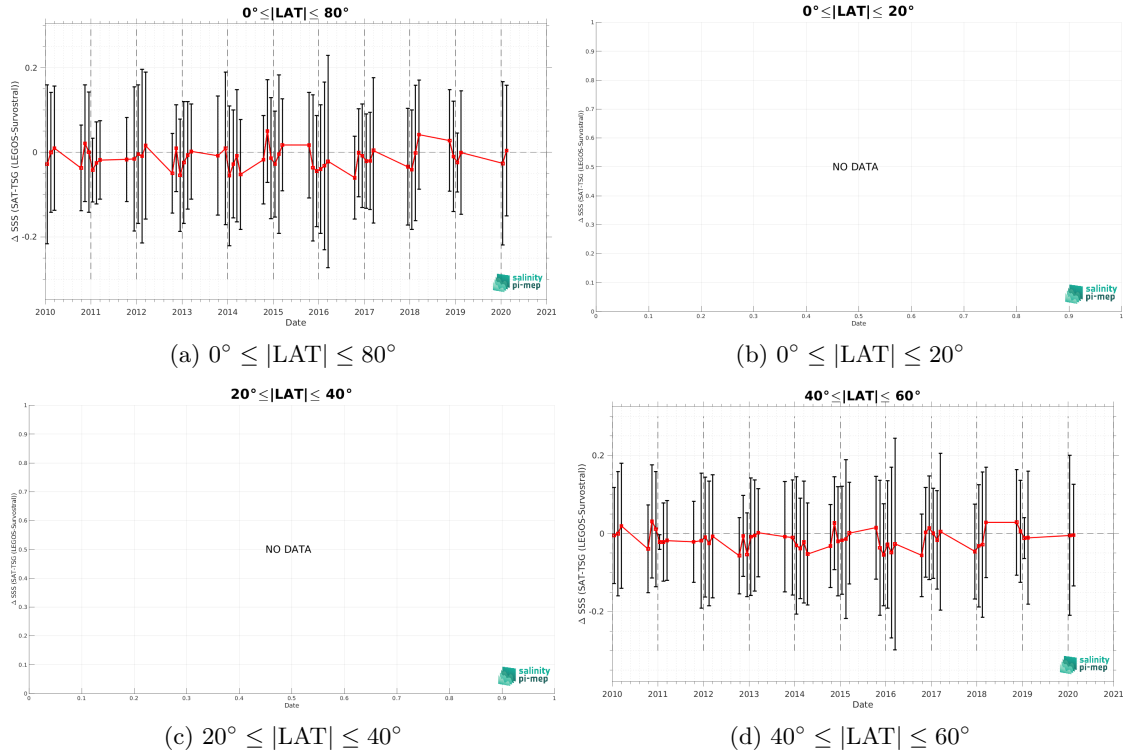 0°≤|LAT|≤ 80°
Δ SSS (SAT-TSG (LEGOS-Survostral))
0.2
0
-0.2
2010 2011 2012 2013 2014 2015 2016 2017 2018 2019 2020 2021
Date
salinity
pi-mep
(a) 0° ≤ |LAT| ≤ 80°
0°≤|LAT|≤ 20°
Δ SSS (SAT-TSG (LEGOS-Survostral))
1
0.9
0.8
0.7
0.6
0.5
0.4
0.3
0.2
0.1
0
NO DATA
0 0.1 0.2 0.3 0.4 0.5 0.6 0.7 0.8 0.9 1
Date
salinity
pi-mep
(b) 0° ≤ |LAT| ≤ 20°
20°≤|LAT|≤ 40°
Δ SSS (SAT-TSG (LEGOS-Survostral))
1
0.9
0.8
0.7
0.6
0.5
0.4
0.3
0.2
0.1
0
NO DATA
0 0.1 0.2 0.3 0.4 0.5 0.6 0.7 0.8 0.9 1
Date
salinity
pi-mep
(c) 20° ≤ |LAT| ≤ 40°
40°≤|LAT|≤ 60°
Δ SSS (SAT-TSG (LEGOS-Survostral))
0.2
0
-0.2
2010 2011 2012 2013 2014 2015 2016 2017 2018 2019 2020 2021
Date
salinity
pi-mep
(d) 40° ≤ |LAT| ≤ 60°